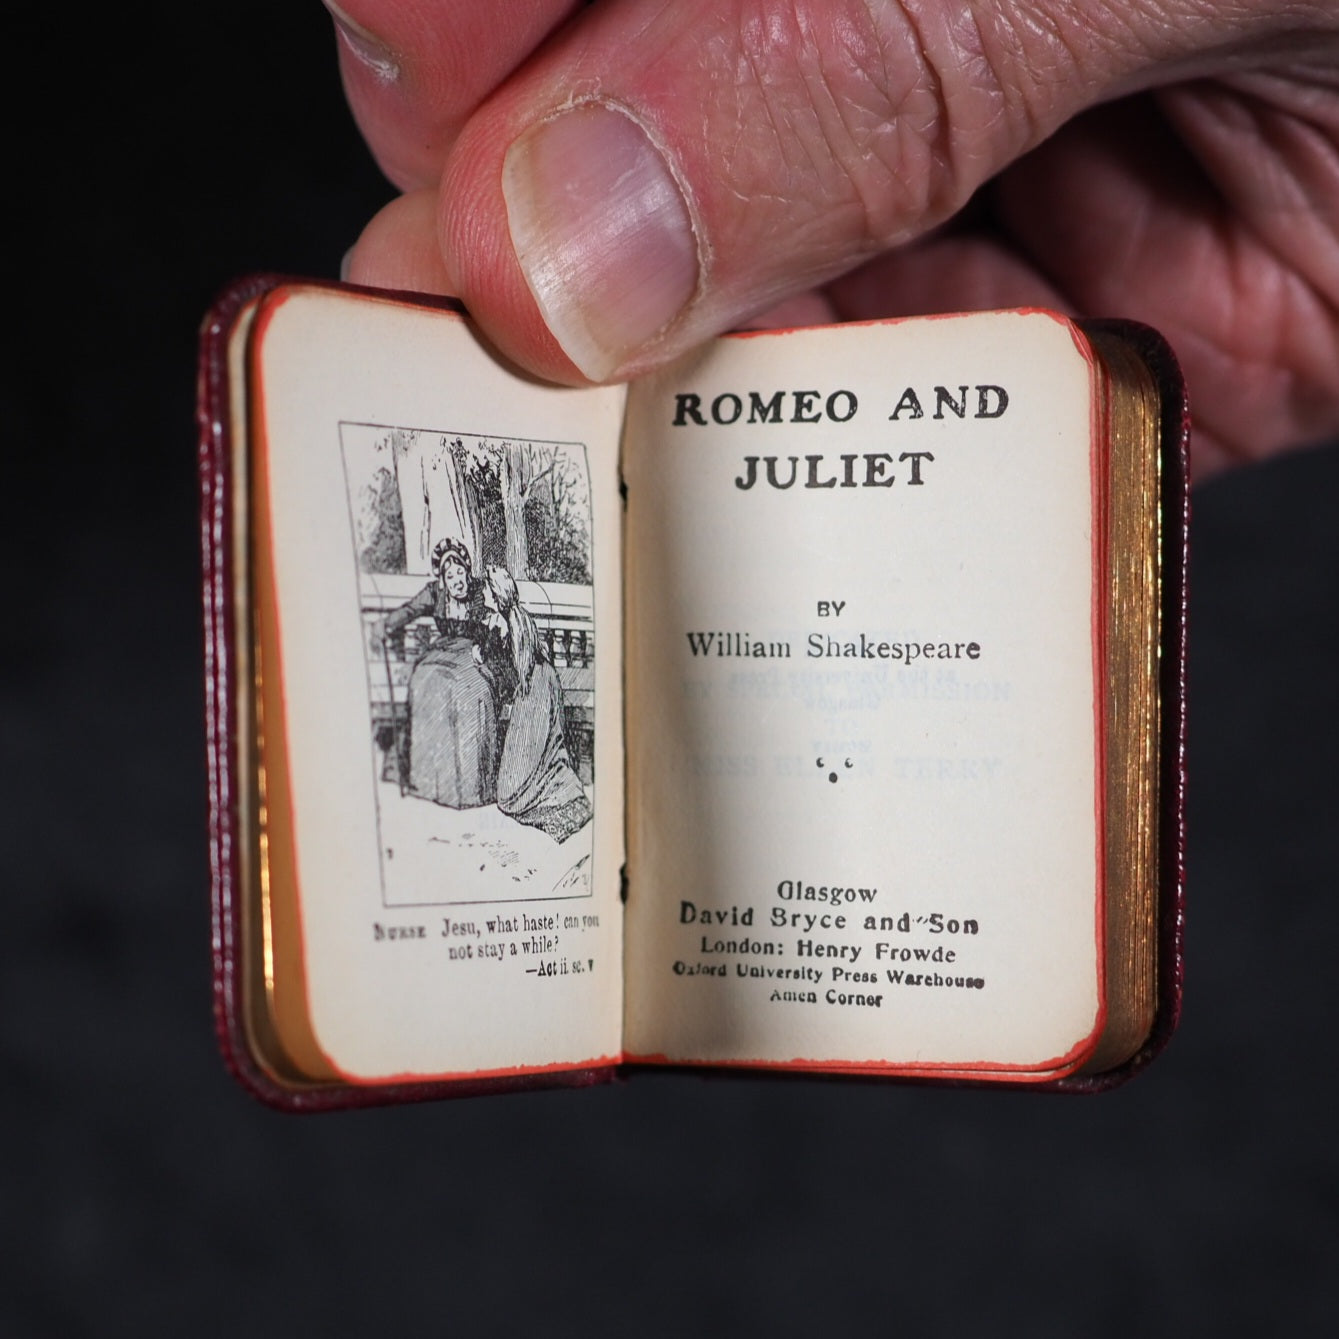 NURSE Jesu, what haste! can you
not stay a while?
—Act ii. sc. v
ROMEO AND
JULIET
BY
William Shakespeare
Glasgow
David Bryce and Son
London: Henry Frowde
Oxford University Press Warehouse
Amen Corner